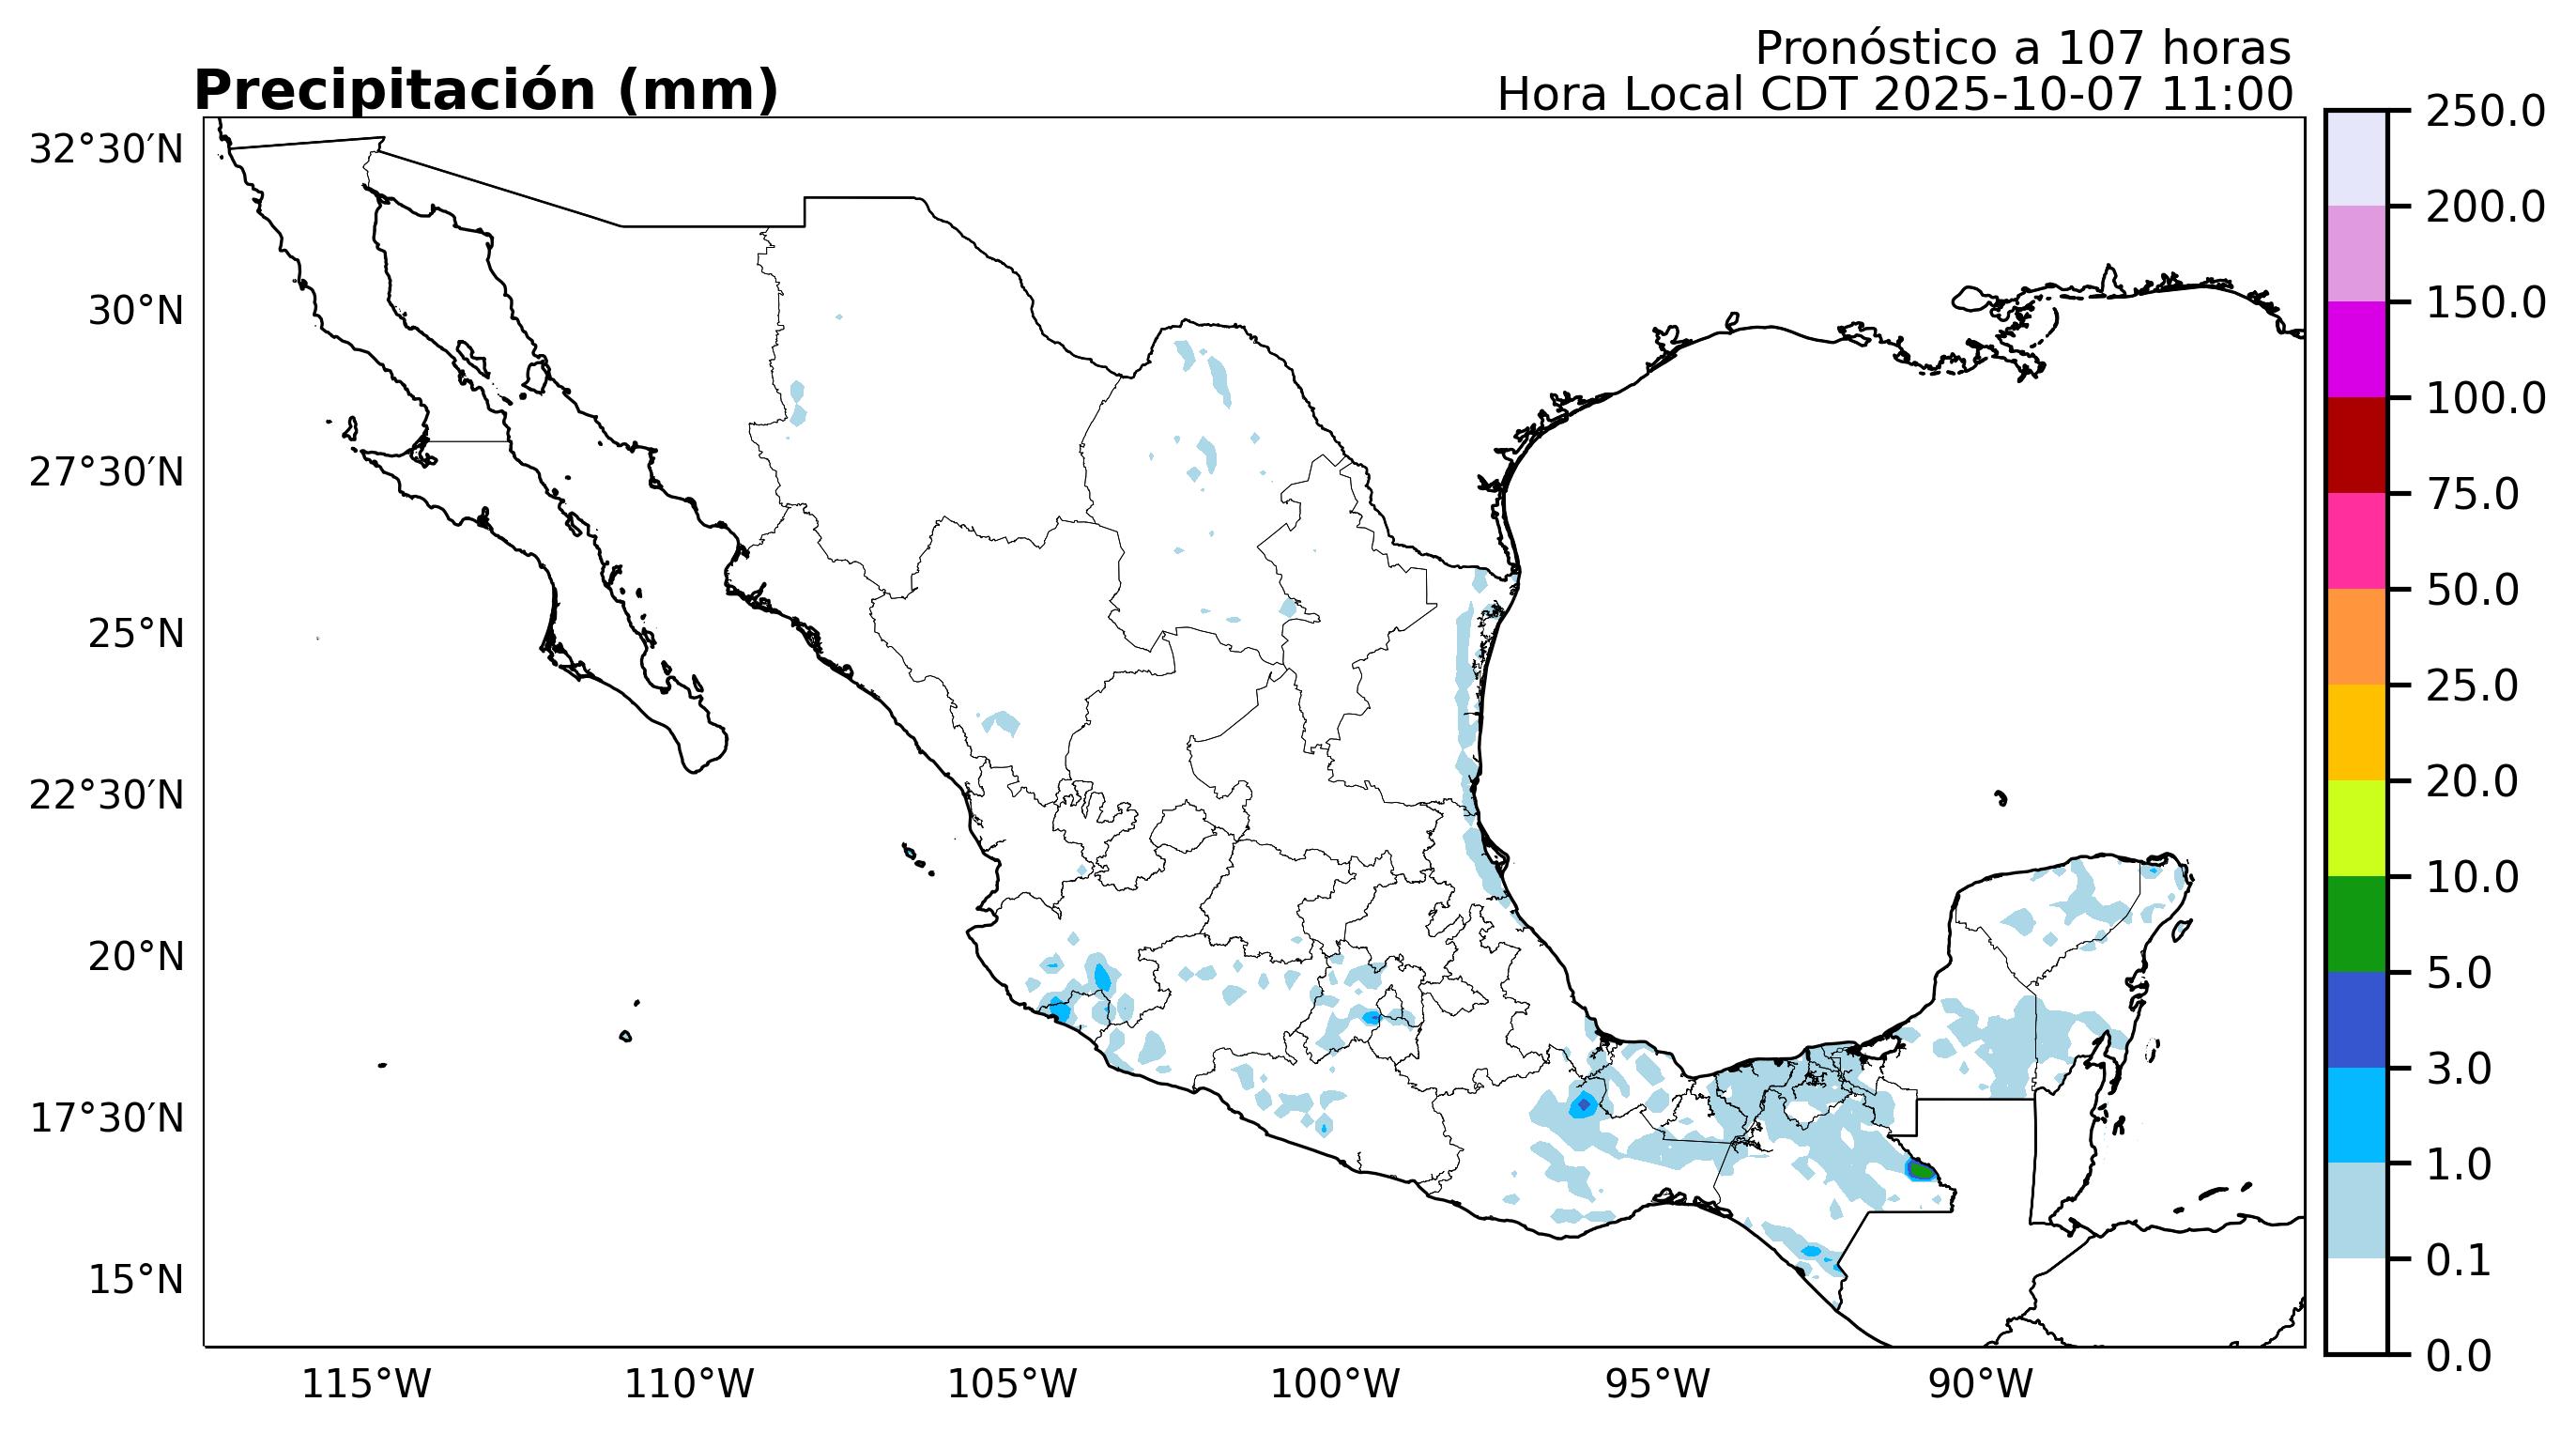 Pronóstico a 107 horas
Precipitación (mm)
Hora Local CDT 2025-10-07 11:00
32°30′N
30°N
27°30′N
25°N
22°30′N
20°N
17°30′N
15°N
115°W
110°W
105°W
100°W
95°W
90°W
250.0
200.0
150.0
100.0
75.0
50.0
25.0
20.0
10.0
5.0
3.0
1.0
0.1
0.0